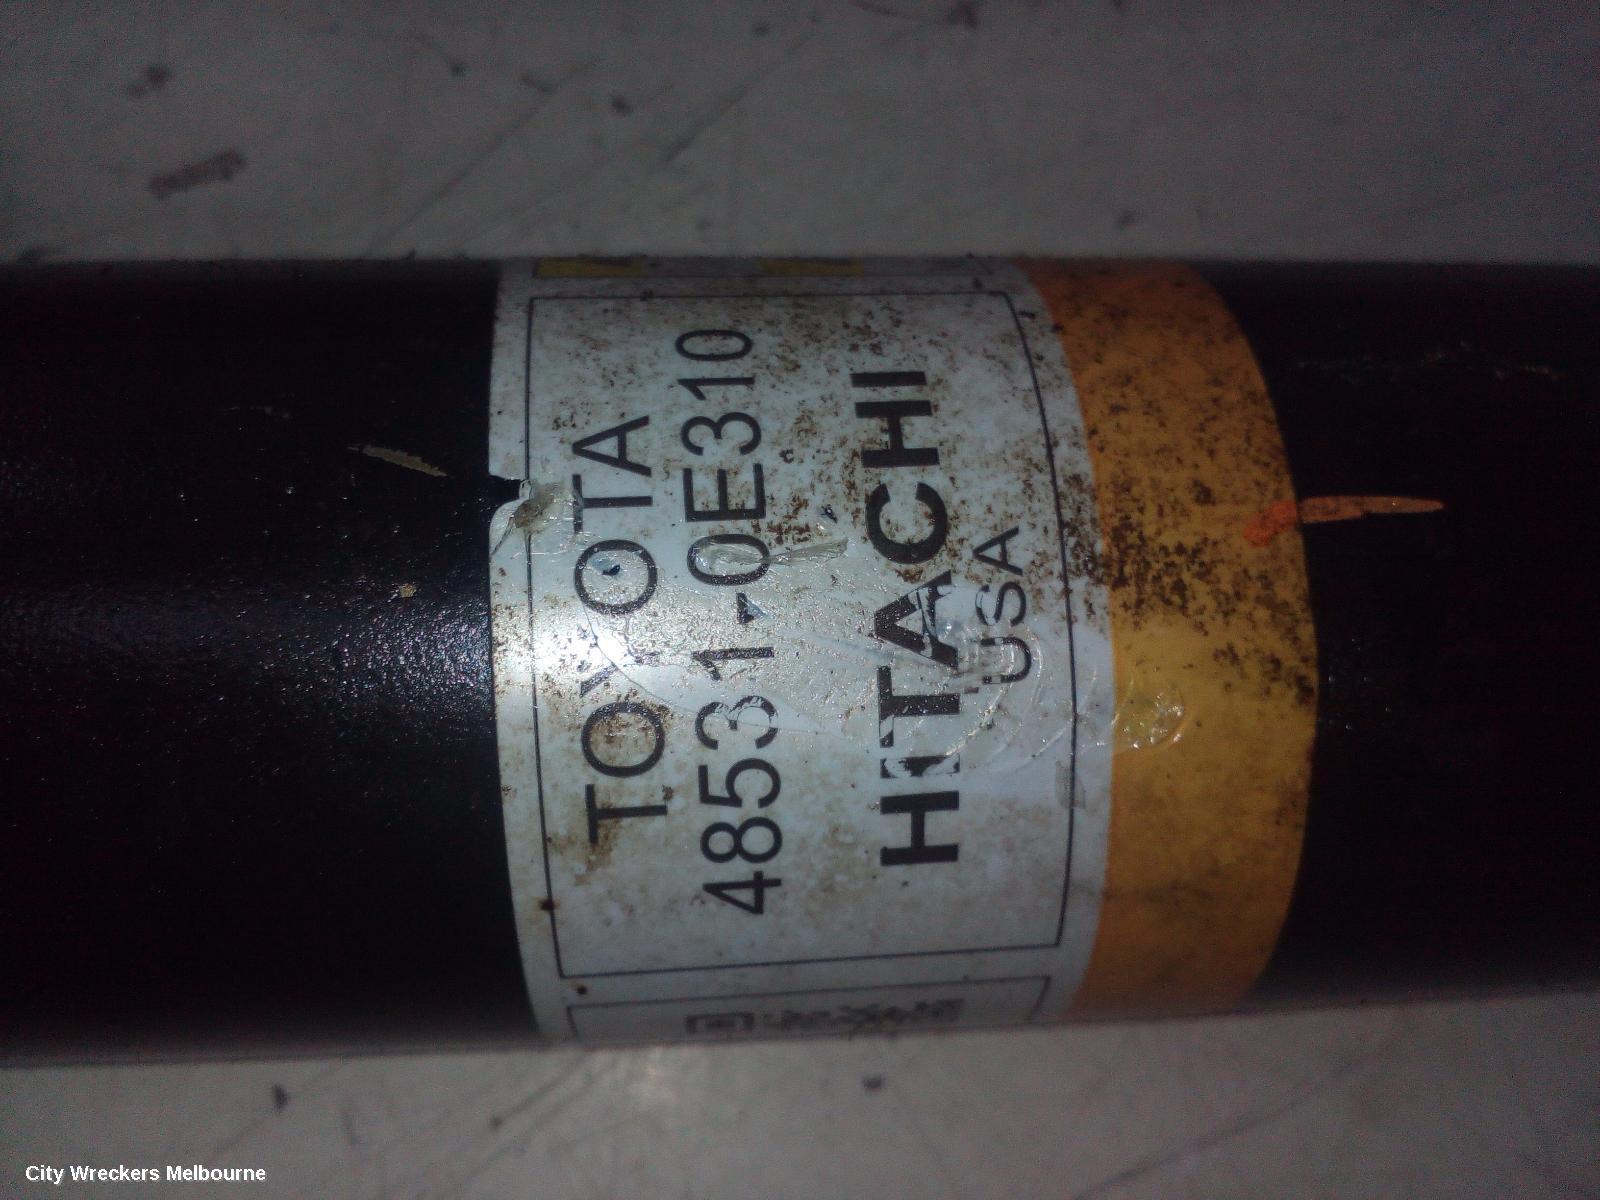 TOYOTA
48531-0E310
HITACHI
USA
City Wreckers Melbourne